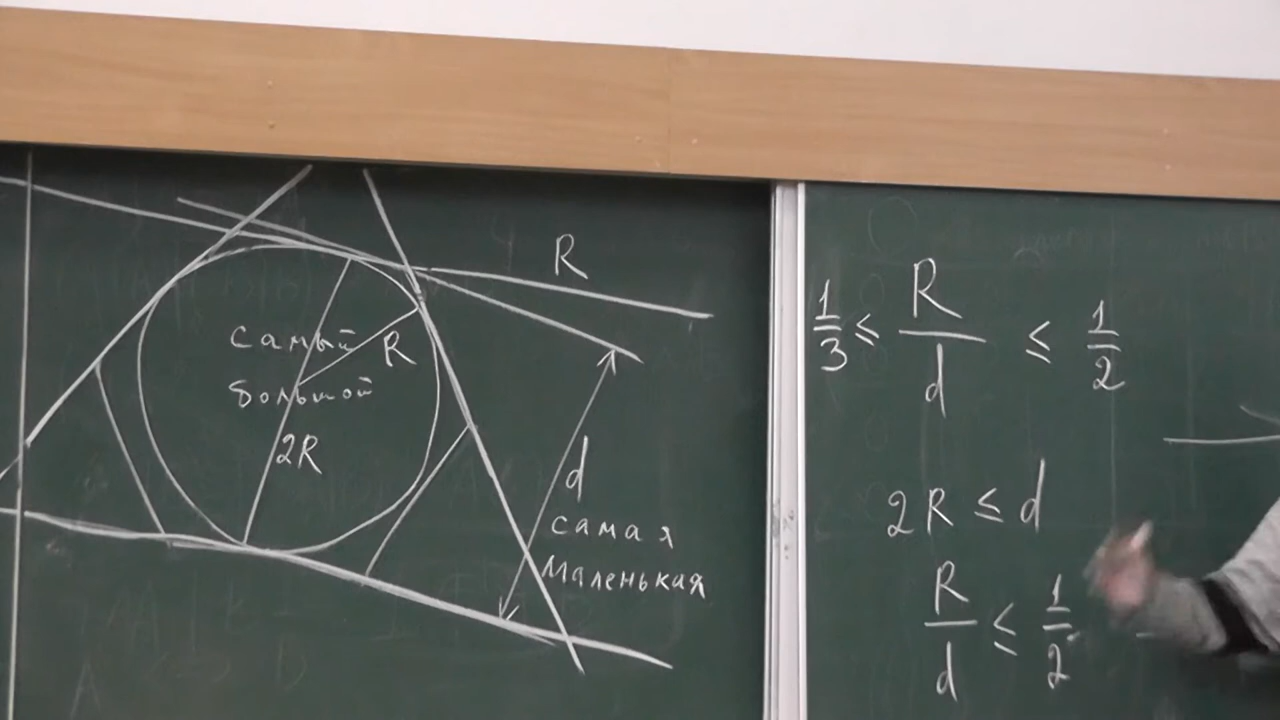 R
самый
большой
R
2R
d
самая
маленькая
1/3 ≤ R/d ≤ 1/2
2R ≤ d
R/d ≤ 1/2